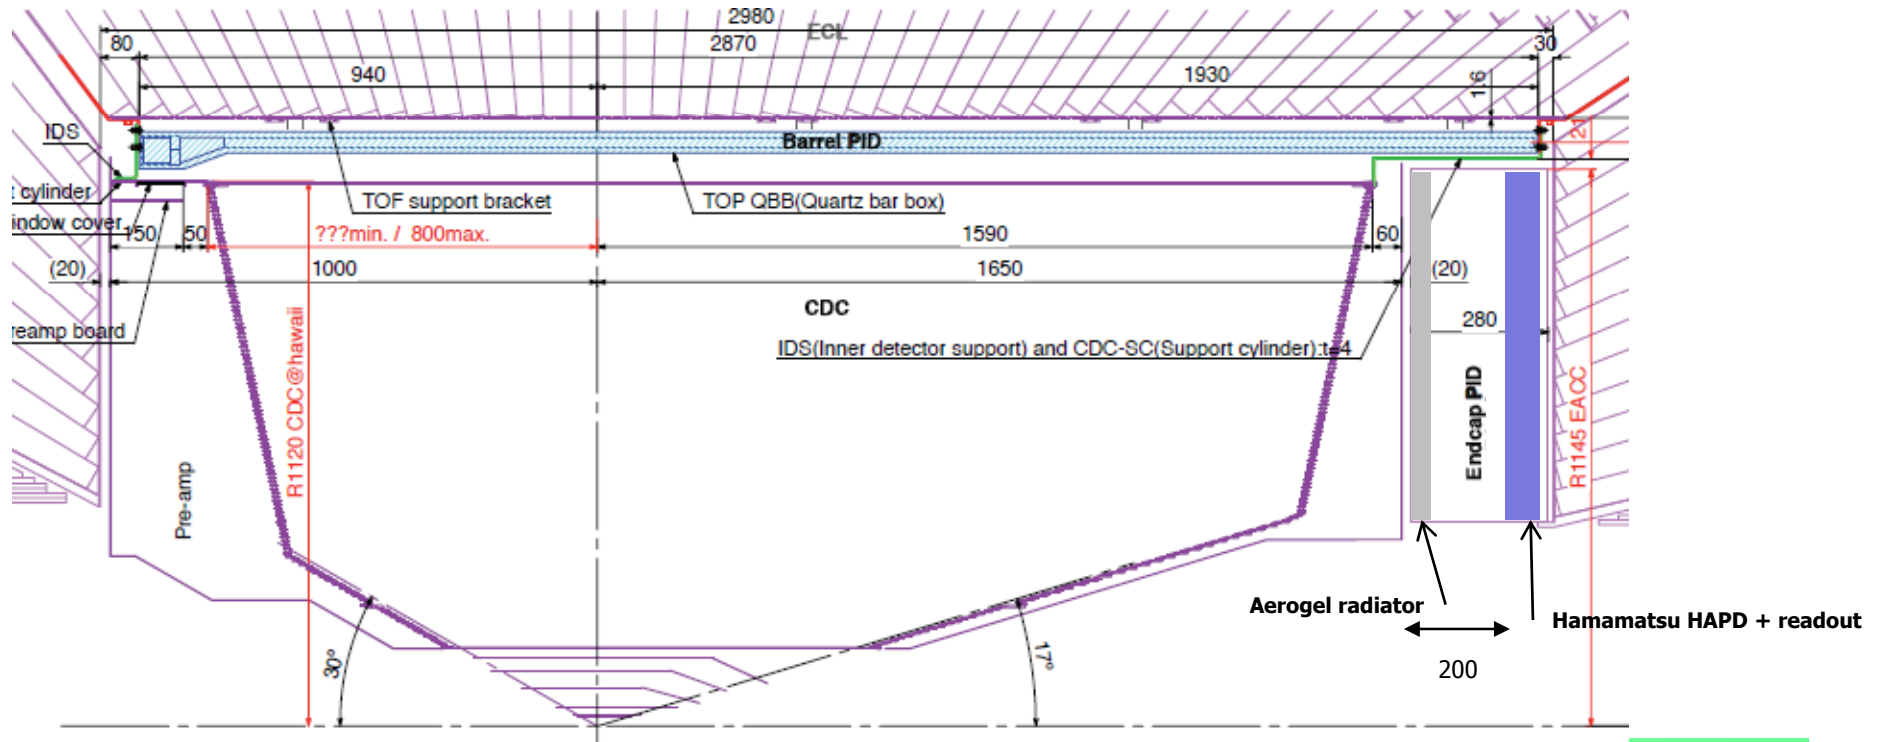 2980
ECL
80
2870
30
940
1930
116
IDS
Barrel PID
21
t cylinder
TOF support bracket
TOP QBB(Quartz bar box)
indow cover
150
50
???min. / 800max.
1590
60
(20)
1000
1650
(20)
CDC
reamp board
280
IDS(Inner detector support) and CDC-SC(Support cylinder):t=4
R1120 CDC@hawaii
Endcap PID
R1145 EACC
Pre-amp
Aerogel radiator
Hamamatsu HAPD + readout
30°
17°
200